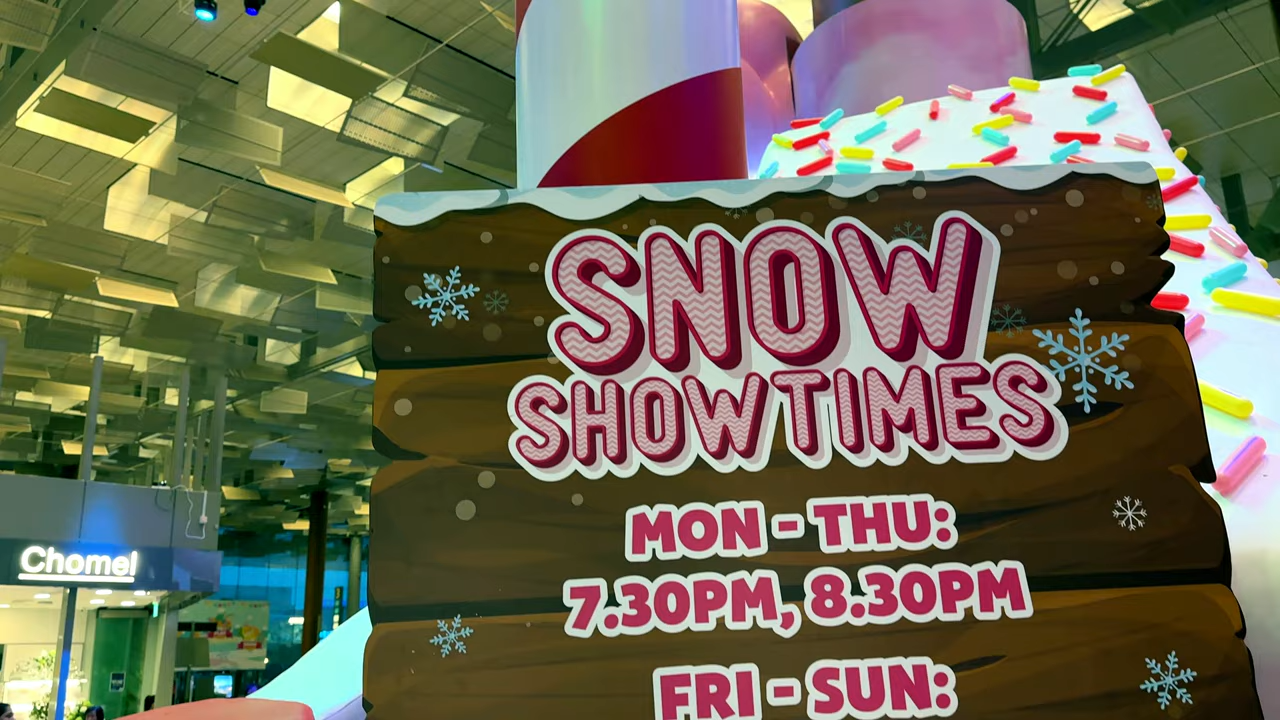 SNOW
SHOWTIMES
MON - THU:
7.30PM, 8.30PM
FRI - SUN:
Chomel